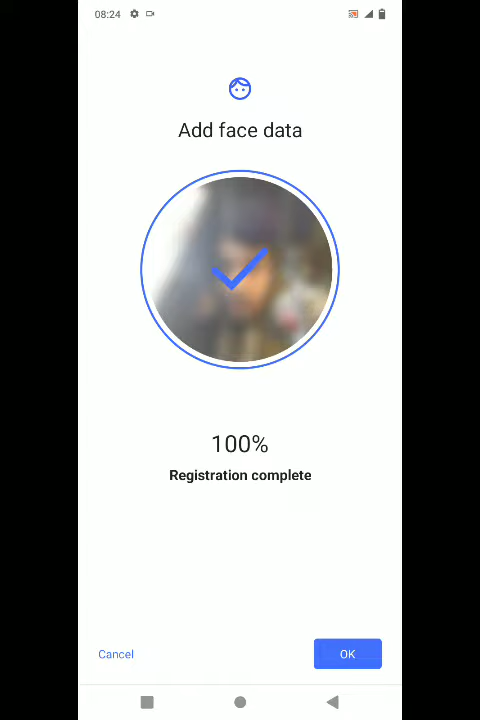 08:24
Add face data
100%
Registration complete
Cancel
OK